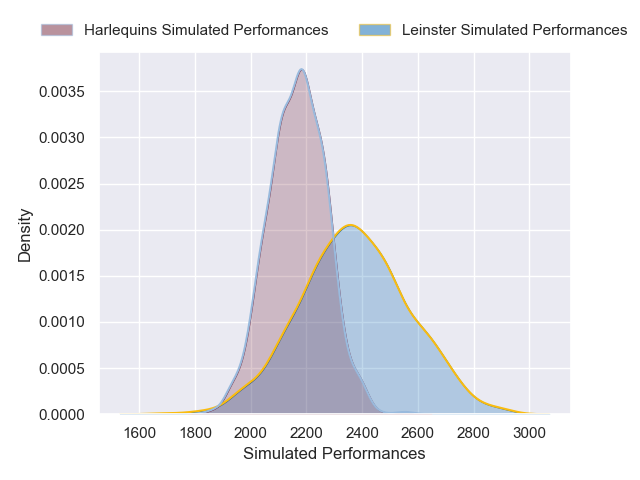 Harlequins Simulated Performances Leinster Simulated Performances
0.0035
0.0030
0.0025
0.0020
0.0015
0.0010
0.0005
0.0000
Density
1600 1800 2000 2200 2400 2600 2800 3000
Simulated Performances